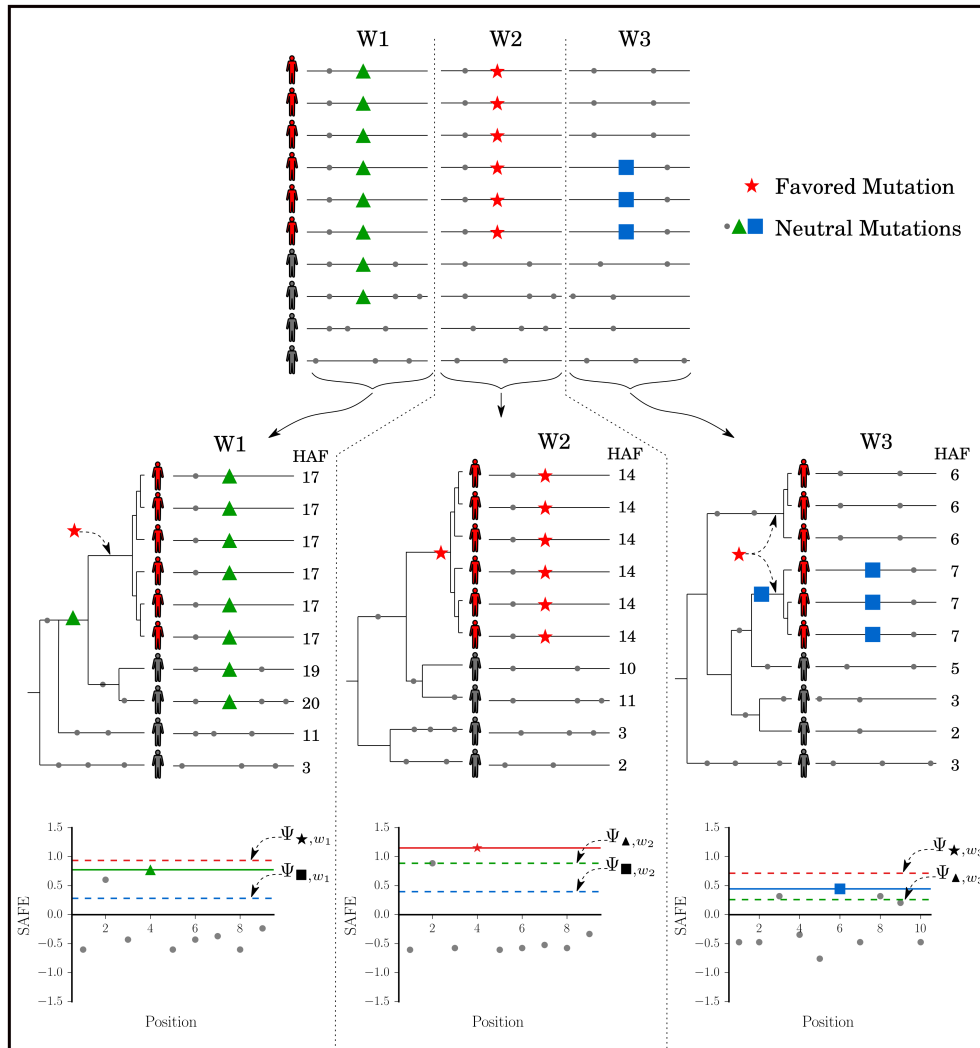 W1 W2 W3
Favored Mutation
Neutral Mutations
W1
HAF
17
17
17
17
17
17
19
20
11
3
W2
HAF
14
14
14
14
14
14
10
11
3
2
W3
HAF
6
6
6
7
7
7
5
3
2
3
1.5
1.0
0.5
0.0
−0.5
−1.0
−1.5
2 4 6 8
SAFE
Position
Ψ★,w1
Ψ■,w1
1.5
1.0
0.5
0.0
−0.5
−1.0
−1.5
2 4 6 8
SAFE
Position
Ψ▲,w2
Ψ■,w2
1.5
1.0
0.5
0.0
−0.5
−1.0
−1.5
2 4 6 8 10
SAFE
Position
Ψ★,w3
Ψ▲,w3